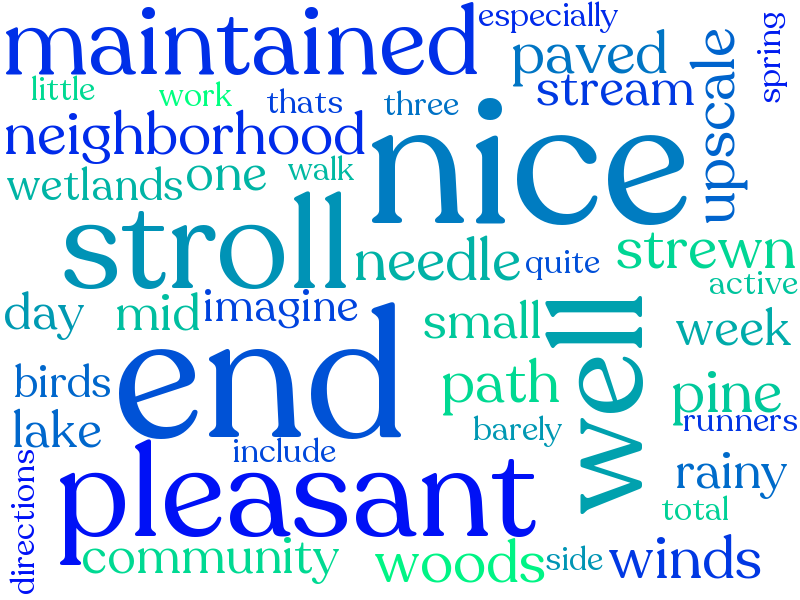 especially
maintained
paved
upscale
spring
little
work
thats
three
stream
neighborhood
nice
wetlands
one
walk
stroll
needle
quite
strewn
active
day
mid
imagine
small
well
week
end
birds
path
pine
lake
barely
runners
include
directions
pleasant
rainy
total
community
woods
side
winds